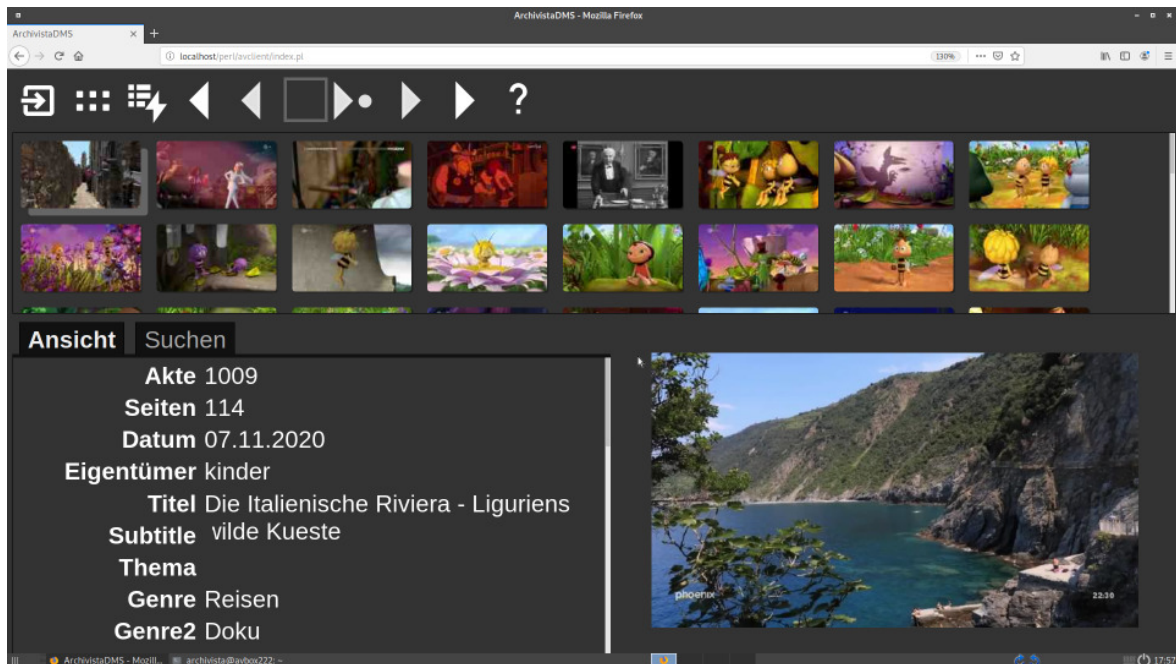 ArchivistaDMS - Mozilla Firefox
ArchivistaDMS
localhost/perl/avclient/index.pl
130%
?
Ansicht Suchen
Akte 1009
Seiten 114
Datum 07.11.2020
Eigentümer kinder
Titel Die Italienische Riviera - Liguriens
Subtitle vilde Kueste
Thema
Genre Reisen
Genre2 Doku
phoenix
22:30
ArchivistaDMS - Mozill... archivista@avbox222: ~
17:57